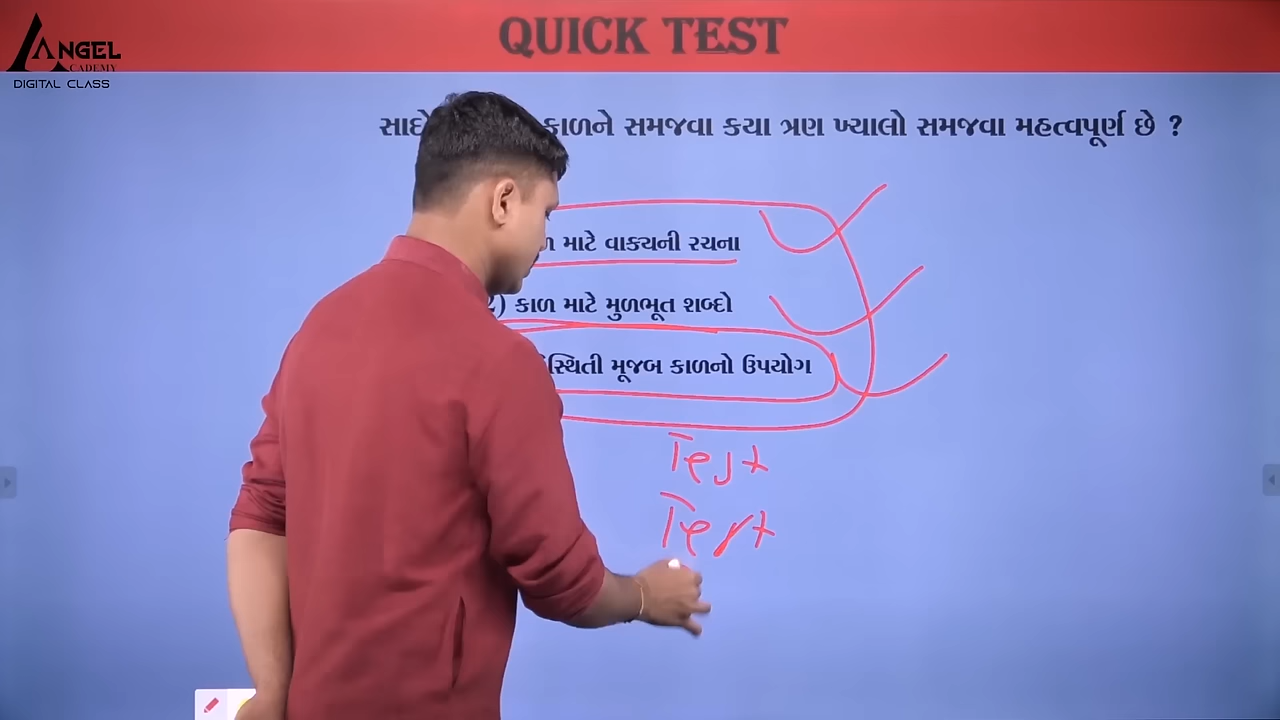 QUICK TEST
ANGEL
ACADEMY
DIGITAL CLASS
કાળને સમજવા કયા ત્રણ ખ્યાલો સમજવા મહત્વપૂર્ણ છે ?
માટે વાક્યની રચના
કાળ માટે મુળભૂત શબ્દો
મૂજબ કાળનો ઉપયોગ
Test
Test